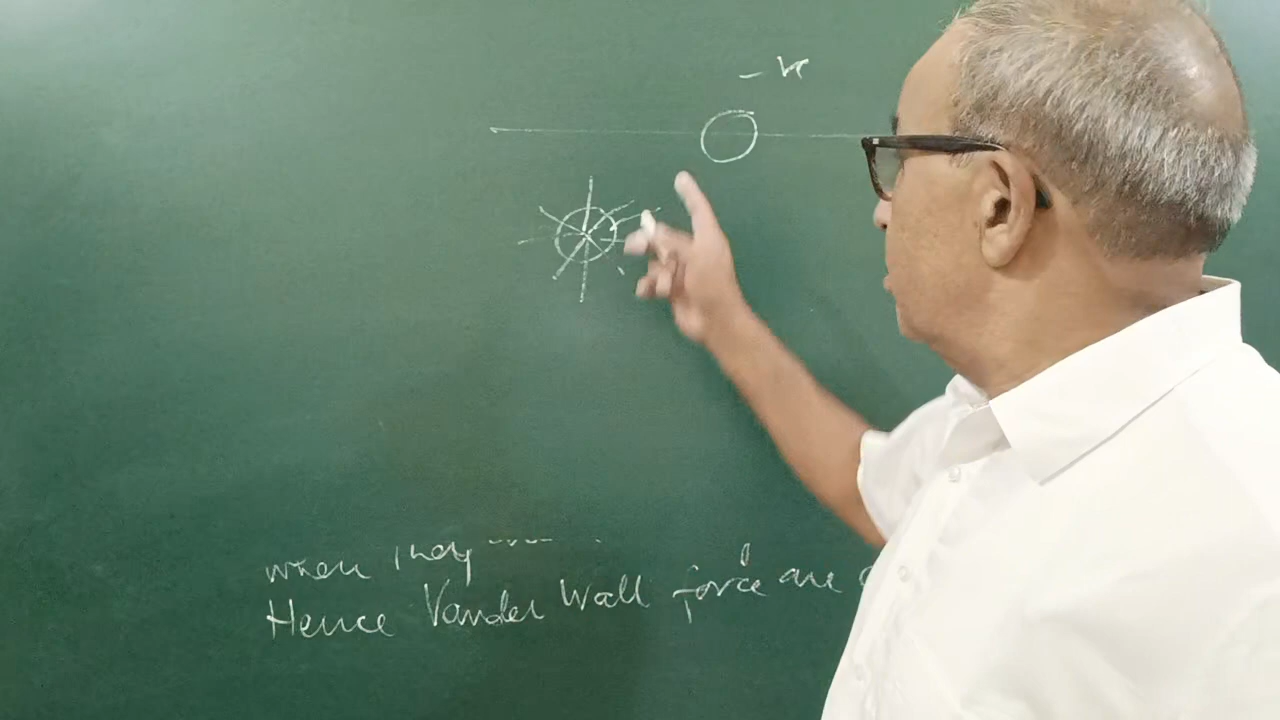 -ve
when they ---- .
Hence Vander Wall force are